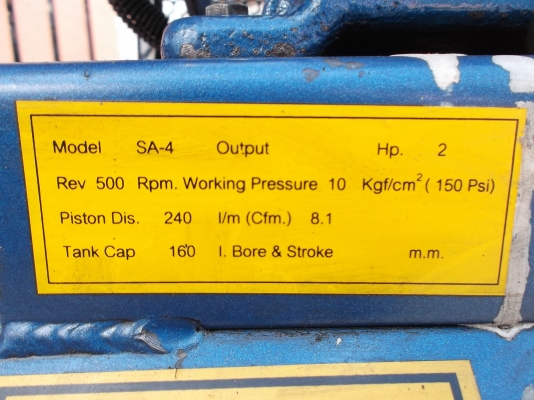 Model SA-4 Output Hp. 2
Rev 500 Rpm. Working Pressure 10 Kgf/cm² ( 150 Psi)
Piston Dis. 240 l/m (Cfm.) 8.1
Tank Cap 160 l. Bore & Stroke m.m.